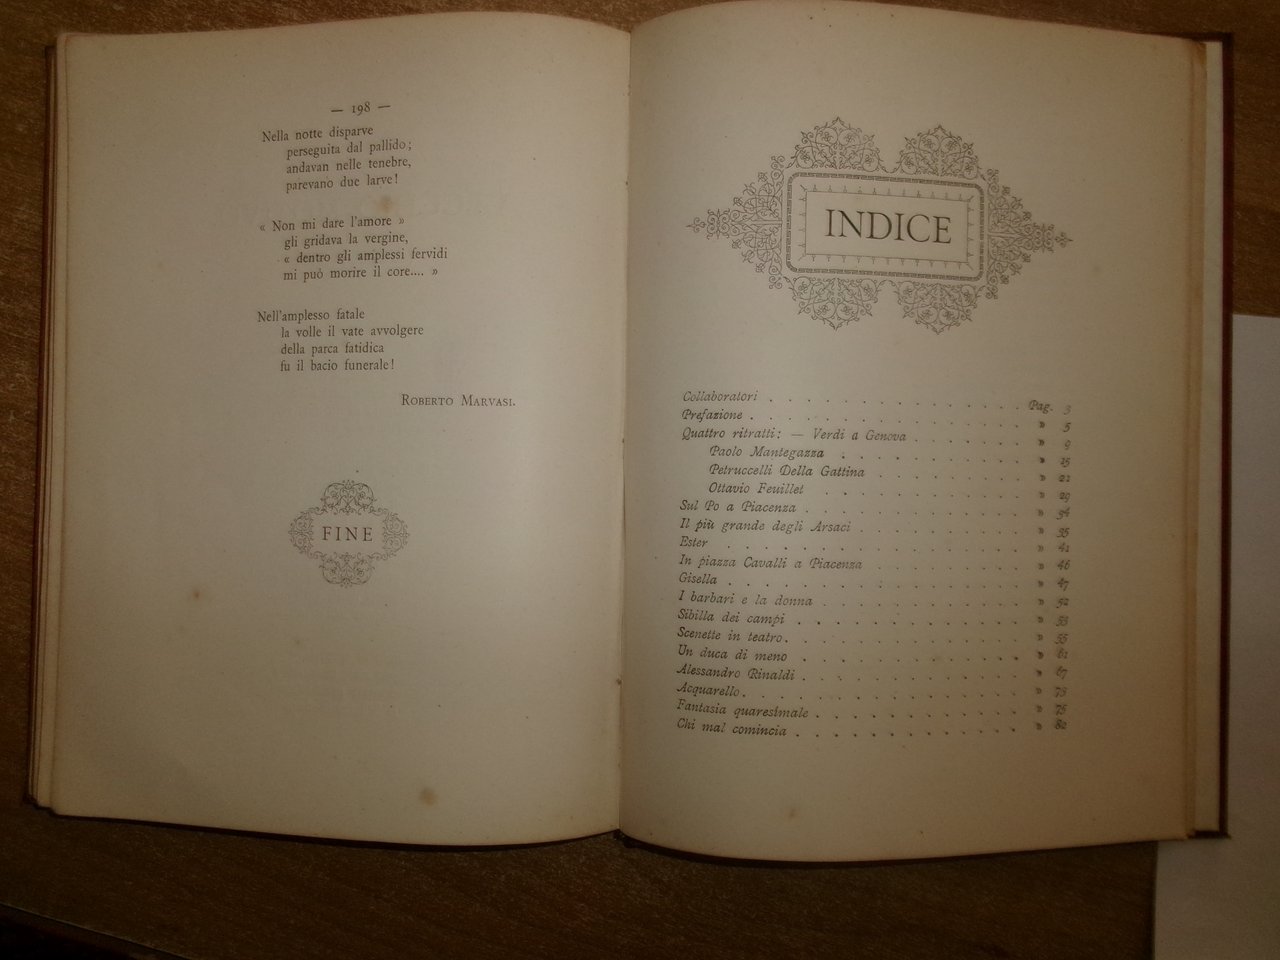 — 198 —
Nella notte disparve
perseguita dal pallido ;
andavan nelle tenebre,
parevano due larve !
« Non mi dare l'amore »
gli gridava la vergine,
« dentro gli amplessi fervidi
mi può morire il core.... »
Nell'amplesso fatale
la volle il vate avvolgere
della parca fatidica
fu il bacio funerale !
ROBERTO MARVASI.
FINE
INDICE
Collaboratori . . . . . . . . . . . . Pag. 3
Prefazione . . . . . . . . . . . . » 5
Quattro ritratti : — Verdi a Genova . . . . . . » 9
Paolo Mantegazza . . . . . . . . . » 15
Petruccelli Della Gattina . . . . . . . » 21
Ottavio Feuillet . . . . . . . . . . » 29
Sul Po a Piacenza . . . . . . . . . . » 34
Il più grande degli Arsaci . . . . . . . . » 35
Ester . . . . . . . . . . . . . » 41
In piazza Cavalli a Piacenza . . . . . . . » 46
Gisella . . . . . . . . . . . . . » 47
I barbari e la donna . . . . . . . . . » 52
Sibilla dei campi . . . . . . . . . . » 53
Scenette in teatro . . . . . . . . . . » 55
Un duca di meno . . . . . . . . . . » 61
Alessandro Rinaldi . . . . . . . . . . » 67
Acquarello . . . . . . . . . . . . » 73
Fantasia quaresimale . . . . . . . . . » 75
Chi mal comincia . . . . . . . . . . » 82